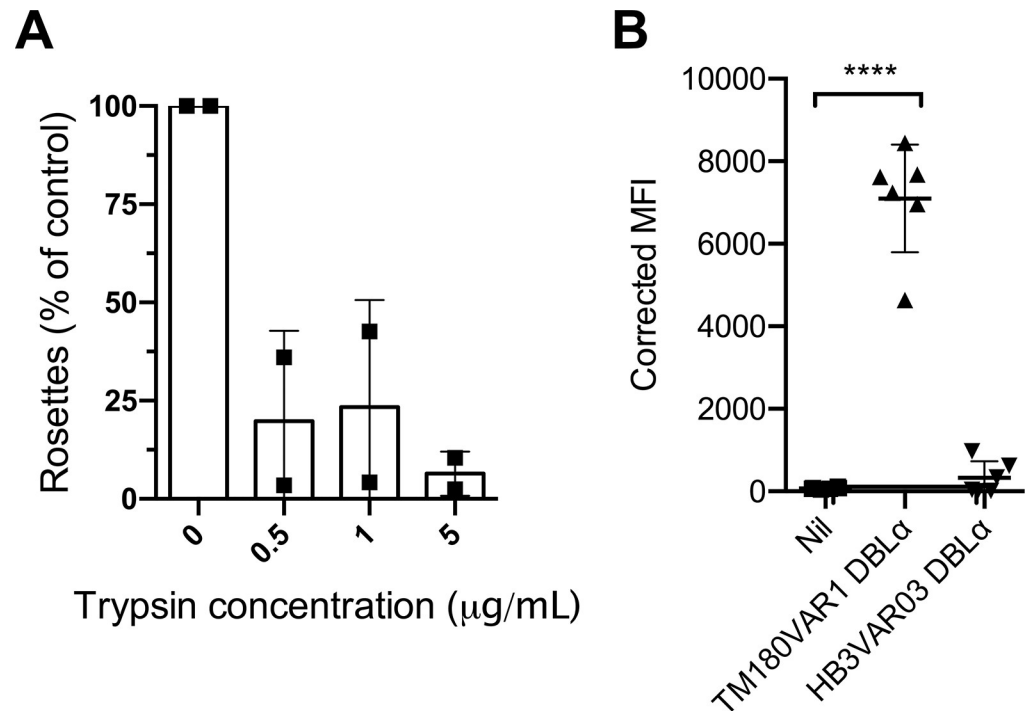 A
Rosettes (% of control)
100
75
50
25
0
0
0.5
1
5
Trypsin concentration (μg/mL)
B
Corrected MFI
10000
8000
6000
4000
2000
0
****
Nil
TM180VAR1 DBLα
HB3VAR03 DBLα